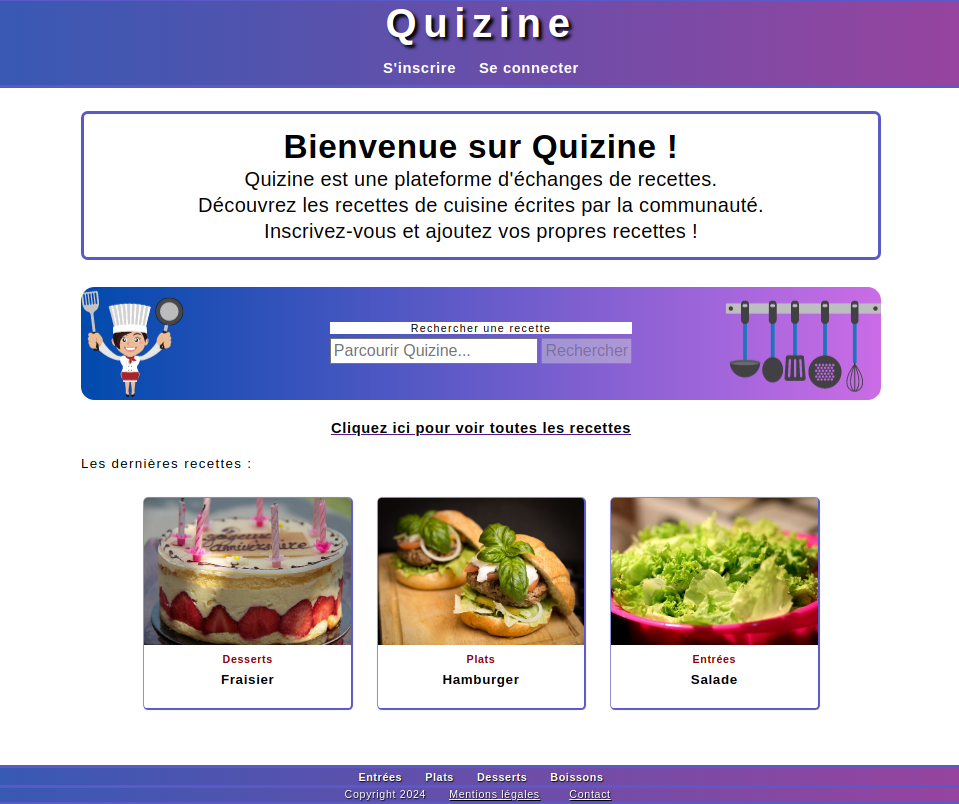 Quizine
S'inscrire Se connecter
Bienvenue sur Quizine !
Quizine est une plateforme d'échanges de recettes.
Découvrez les recettes de cuisine écrites par la communauté.
Inscrivez-vous et ajoutez vos propres recettes !
Rechercher une recette
Parcourir Quizine... Rechercher
Cliquez ici pour voir toutes les recettes
Les dernières recettes :
anniversaire
Desserts
Fraisier
Plats
Hamburger
Entrées
Salade
Entrées Plats Desserts Boissons
Copyright 2024 Mentions légales Contact